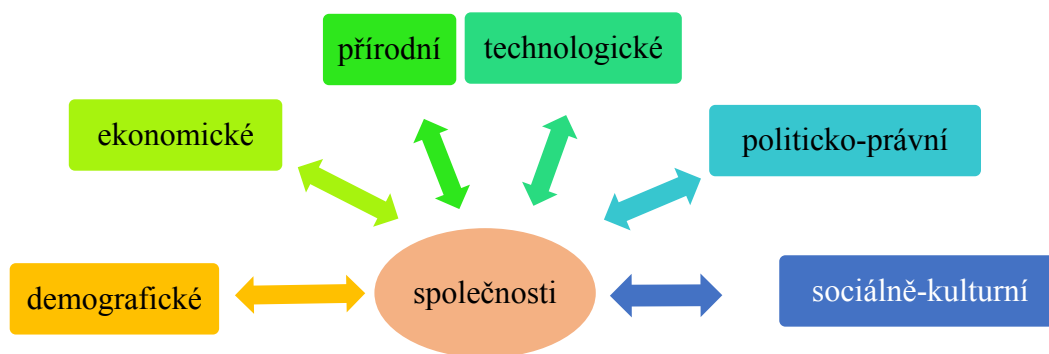 přírodní
technologické
ekonomické
politicko-právní
demografické
společnosti
sociálně-kulturní